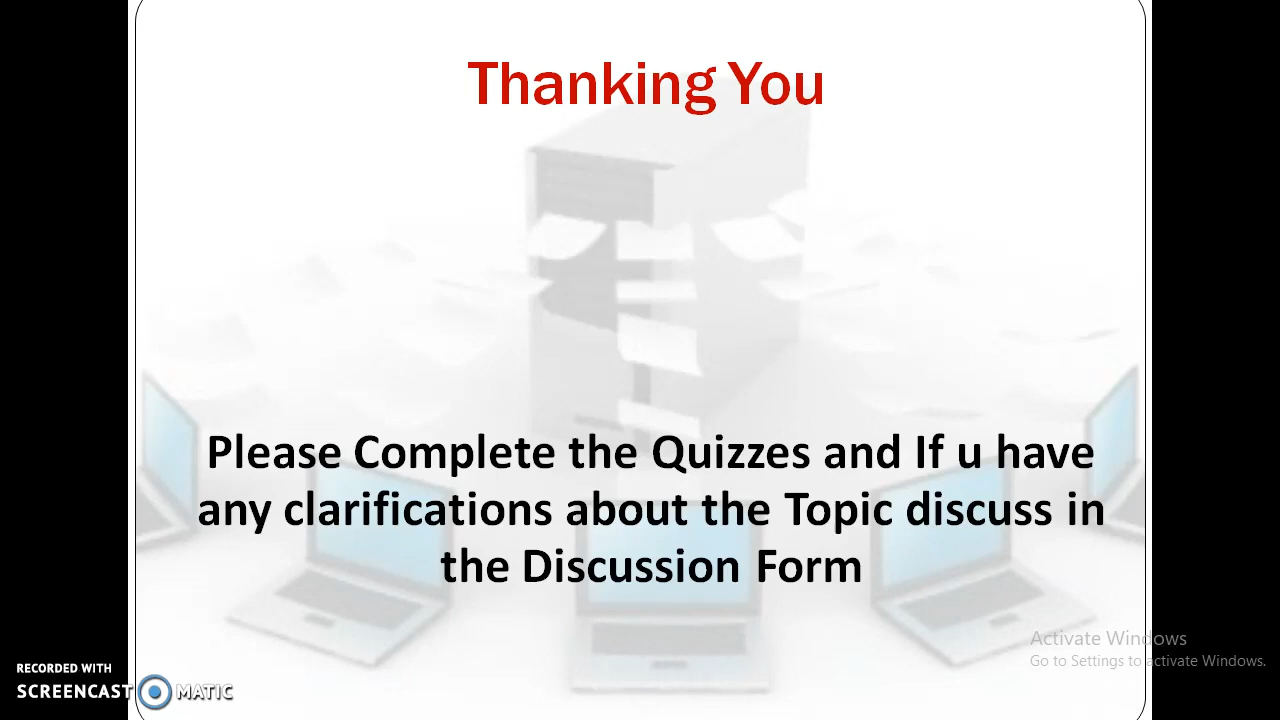 Thanking You
Please Complete the Quizzes and If u have
any clarifications about the Topic discuss in
the Discussion Form
Activate Windows
Go to Settings to activate Windows.
RECORDED WITH
SCREENCAST MATIC